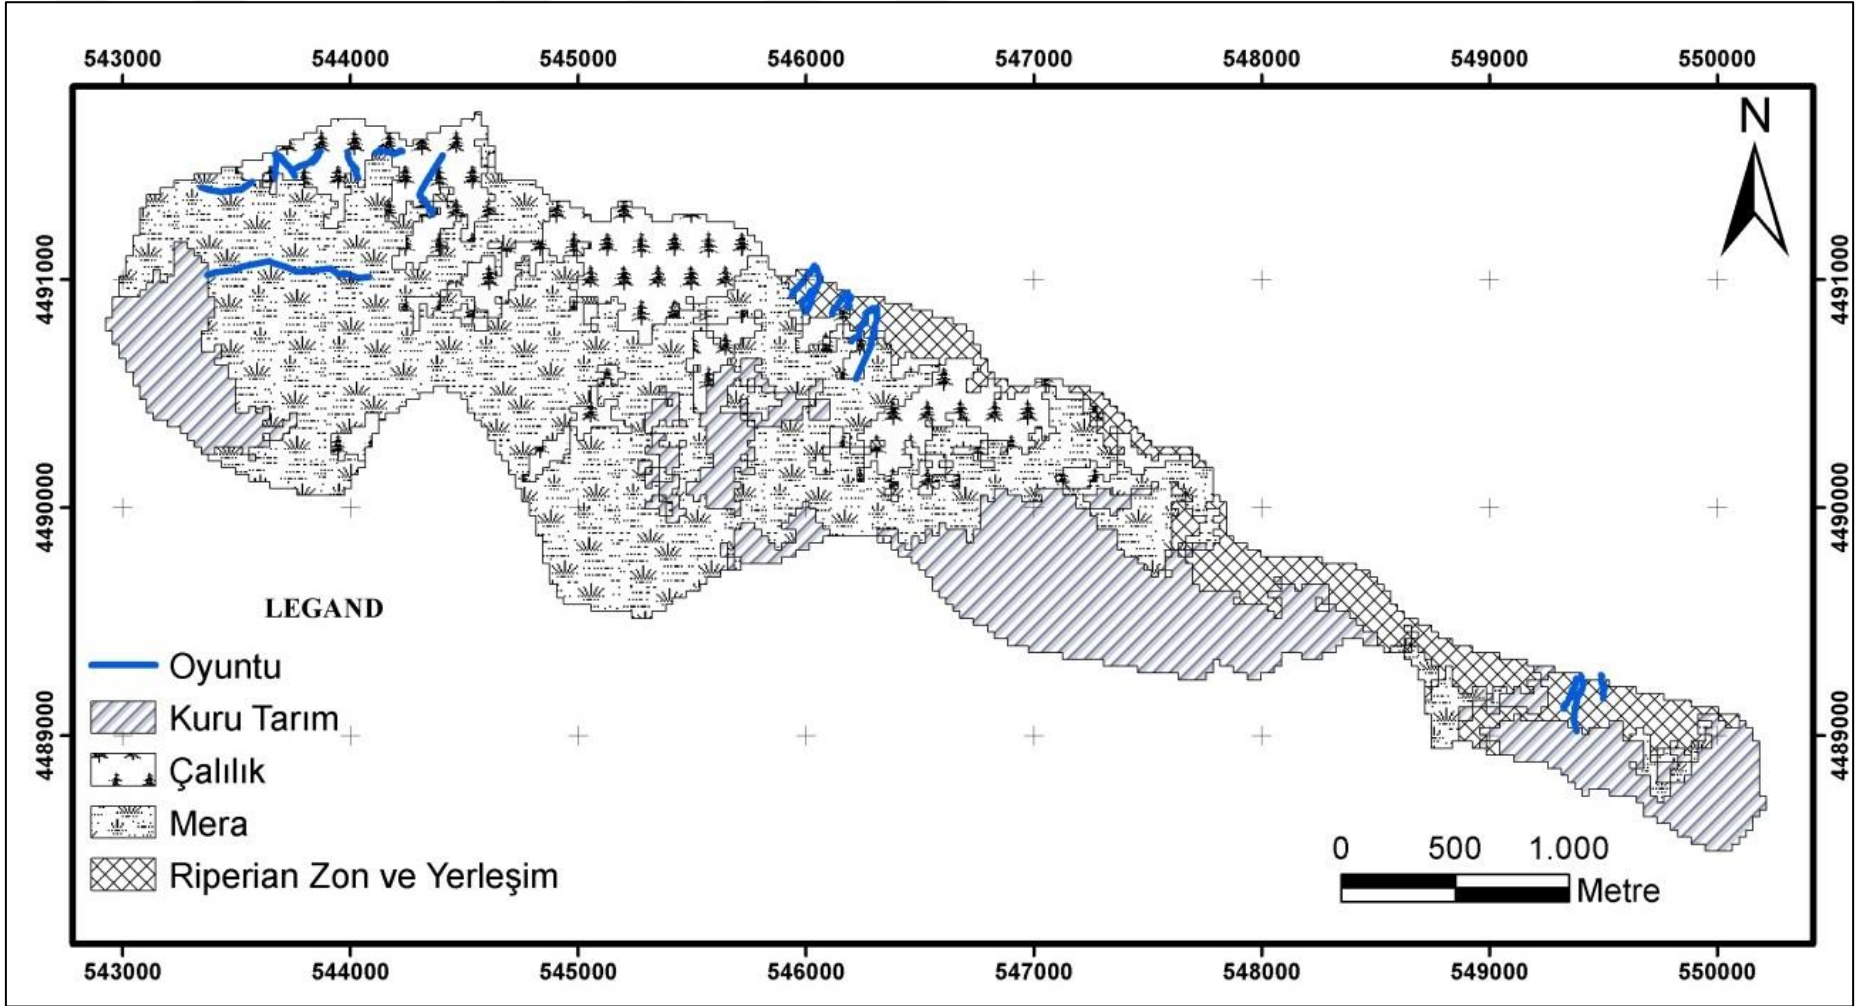 543000 544000 545000 546000 547000 548000 549000 550000
N
4491000 4491000
4490000 4490000
LEGAND
Oyuntu
Kuru Tarım
4489000 4489000
Çalılık
Mera
Riperian Zon ve Yerleşim
0 500 1.000
Metre
543000 544000 545000 546000 547000 548000 549000 550000